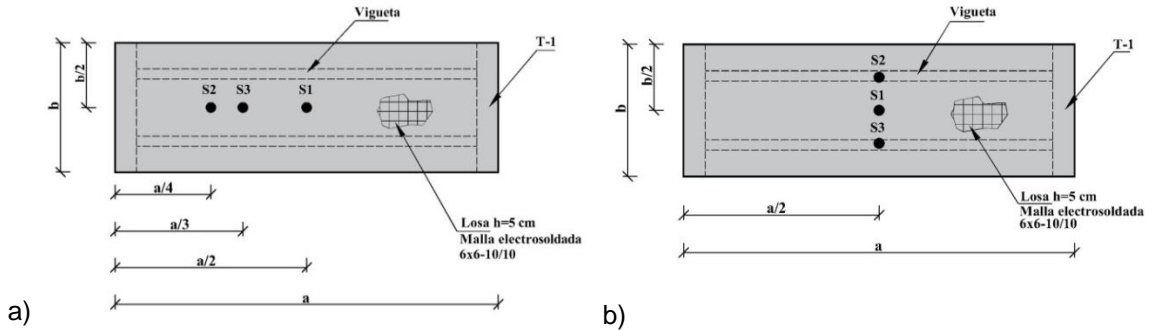 Vigueta
T-1
b
b/2
S2
S3
S1
a/4
a/3
a/2
a
Losa h=5 cm
Malla electrosoldada
6x6-10/10
a)
Vigueta
T-1
b
b/2
S2
S1
S3
a/2
a
Losa h=5 cm
Malla electrosoldada
6x6-10/10
b)